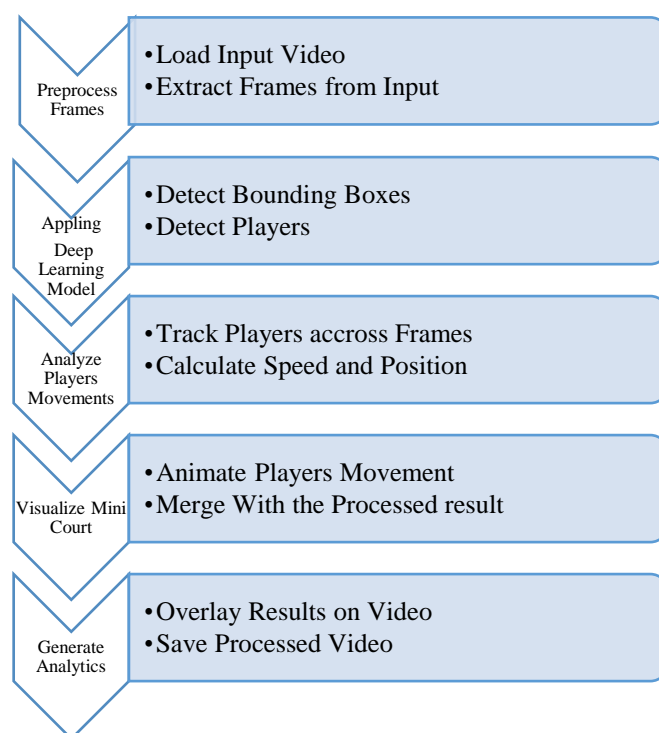 Preprocess
Frames
•Load Input Video
•Extract Frames from Input
Appling
Deep
Learning
Model
•Detect Bounding Boxes
•Detect Players
Analyze
Players
Movements
•Track Players accross Frames
•Calculate Speed and Position
Visualize Mini
Court
•Animate Players Movement
•Merge With the Processed result
Generate
Analytics
•Overlay Results on Video
•Save Processed Video